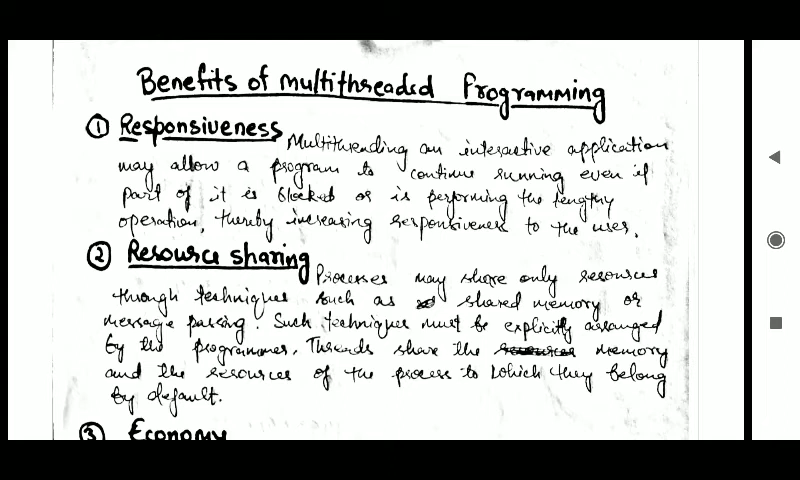 Benefits of multithreaded Programming
① Responsiveness Multithreading an interactive application
may allow a program to continue running even if
part of it is blocked or is performing the lengthy
operation, thereby increasing responsiveness to the user.
② Resource sharing Processes may share only resources
through techniques such as shared memory or
message passing. Such techniques must be explicitly arranged
by the programmer. Threads share the memory
and the resources of the process to which they belong
by default.
③ Economy